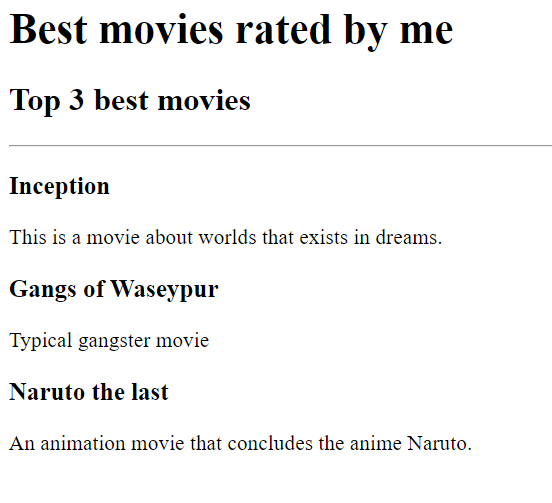 Best movies rated by me
Top 3 best movies
Inception
This is a movie about worlds that exists in dreams.
Gangs of Waseypur
Typical gangster movie
Naruto the last
An animation movie that concludes the anime Naruto.